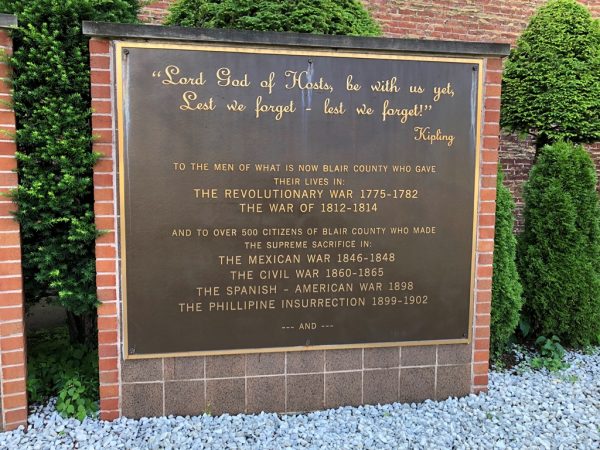 “Lord God of Hosts, be with us yet,
Lest we forget - lest we forget!”
Kipling
TO THE MEN OF WHAT IS NOW BLAIR COUNTY WHO GAVE
THEIR LIVES IN:
THE REVOLUTIONARY WAR 1775-1782
THE WAR OF 1812-1814
AND TO OVER 500 CITIZENS OF BLAIR COUNTY WHO MADE
THE SUPREME SACRIFICE IN:
THE MEXICAN WAR 1846-1848
THE CIVIL WAR 1860-1865
THE SPANISH - AMERICAN WAR 1898
THE PHILLIPINE INSURRECTION 1899-1902
--- AND ---